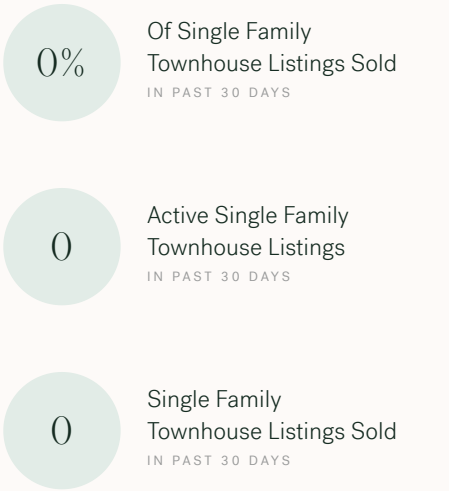 0%
Of Single Family
Townhouse Listings Sold
IN PAST 30 DAYS
0
Active Single Family
Townhouse Listings
IN PAST 30 DAYS
0
Single Family
Townhouse Listings Sold
IN PAST 30 DAYS